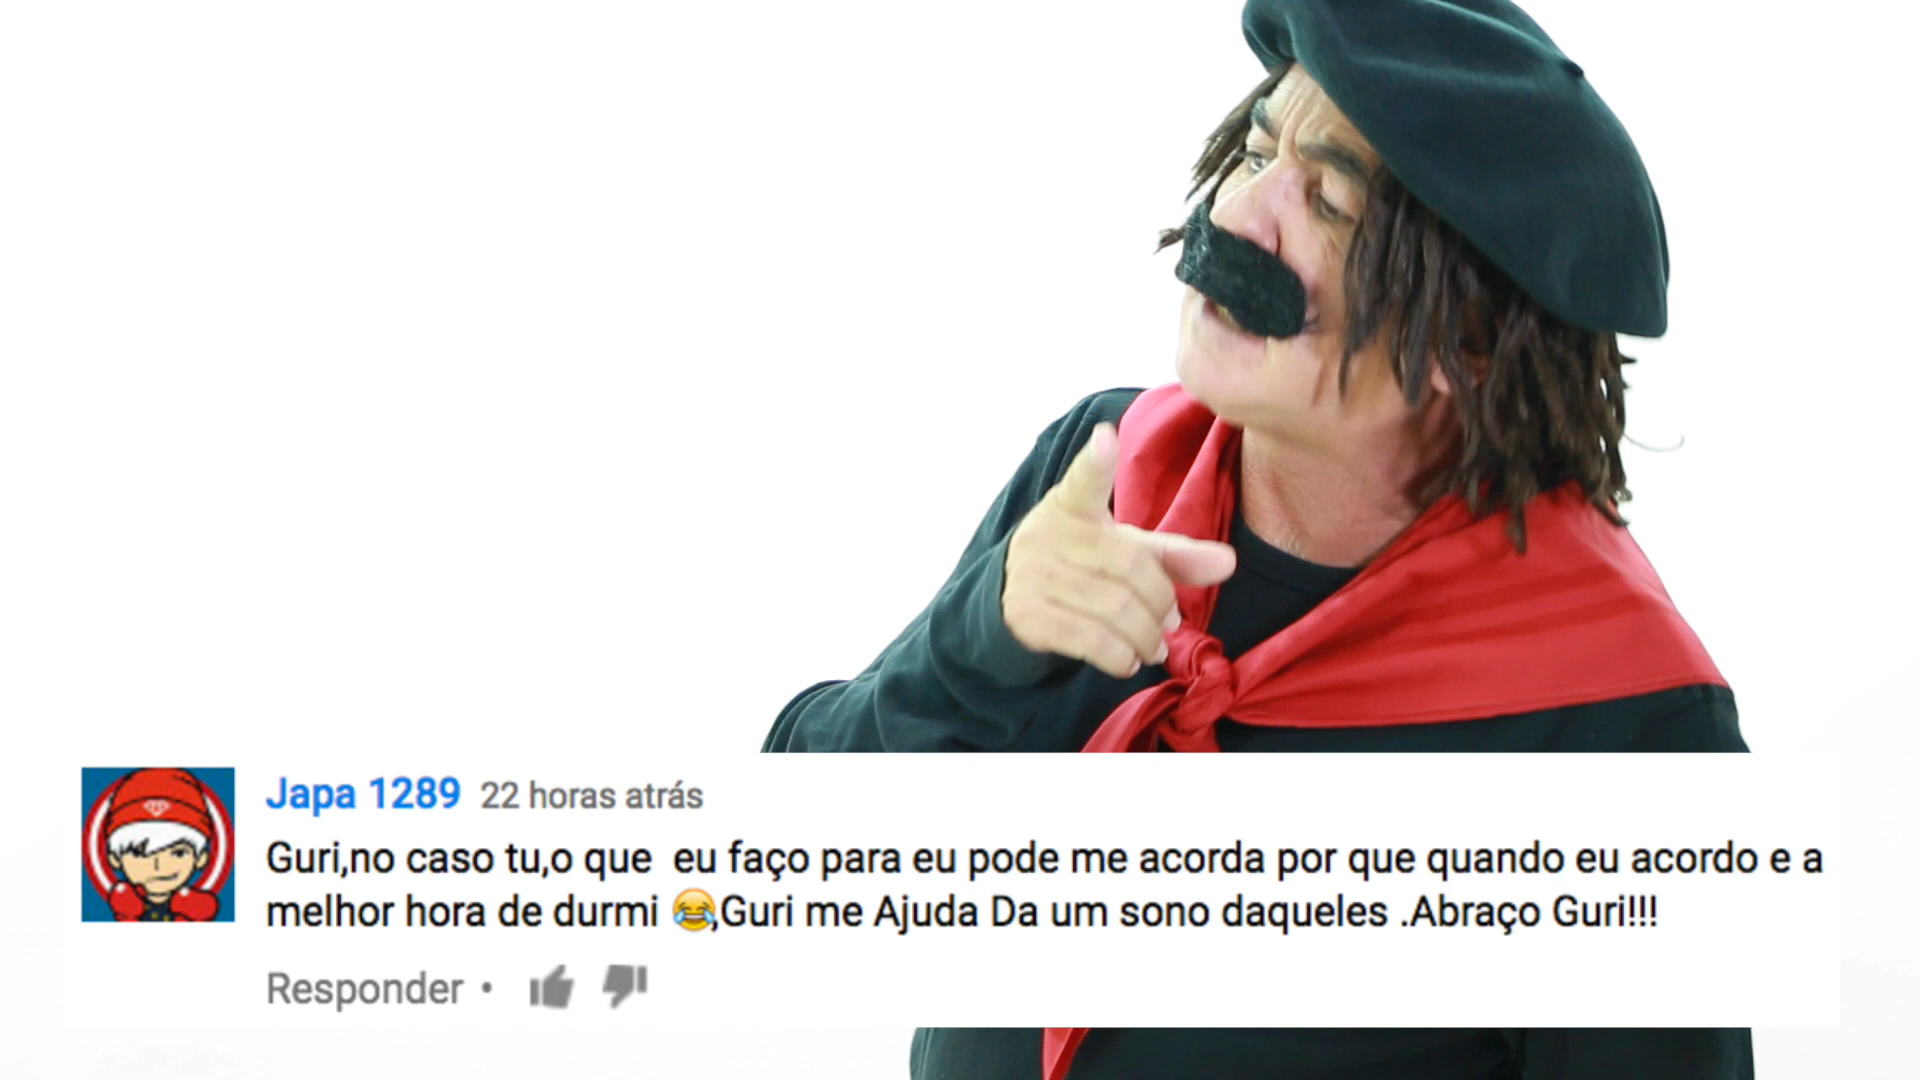 Japa 1289 22 horas atrás
Guri,no caso tu,o que eu faço para eu pode me acorda por que quando eu acordo e a
melhor hora de durmi 😂,Guri me Ajuda Da um sono daqueles .Abraço Guri!!!
Responder •